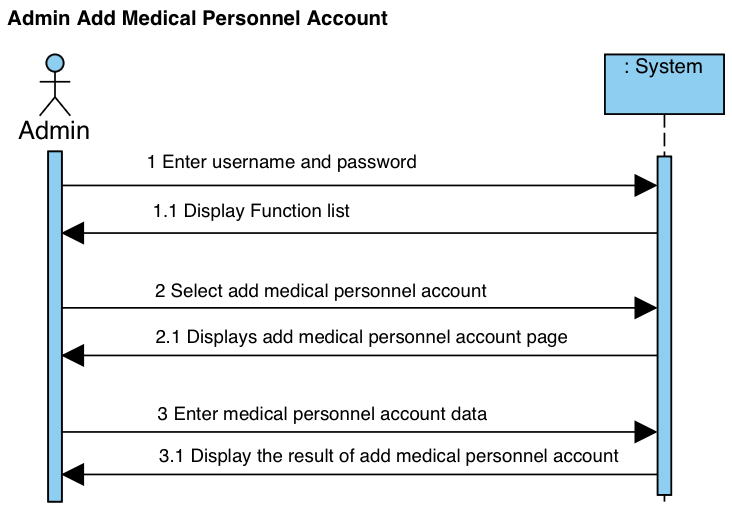 Admin Add Medical Personnel Account
: System
Admin
1 Enter username and password
1.1 Display Function list
2 Select add medical personnel account
2.1 Displays add medical personnel account page
3 Enter medical personnel account data
3.1 Display the result of add medical personnel account